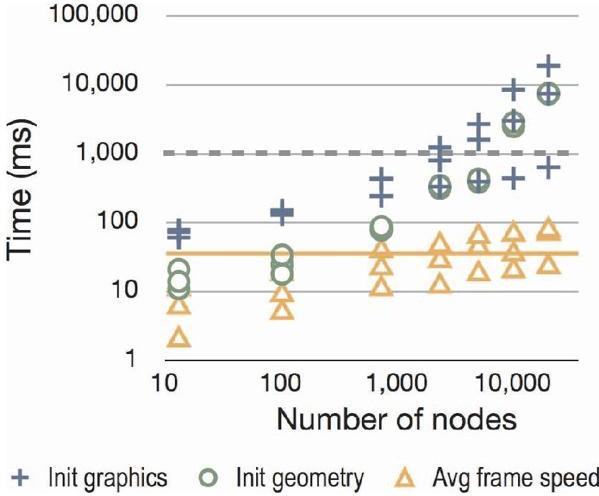 100,000
10,000
1,000
100
10
1
Time (ms)
10 100 1,000 10,000
Number of nodes
Init graphics Init geometry Avg frame speed